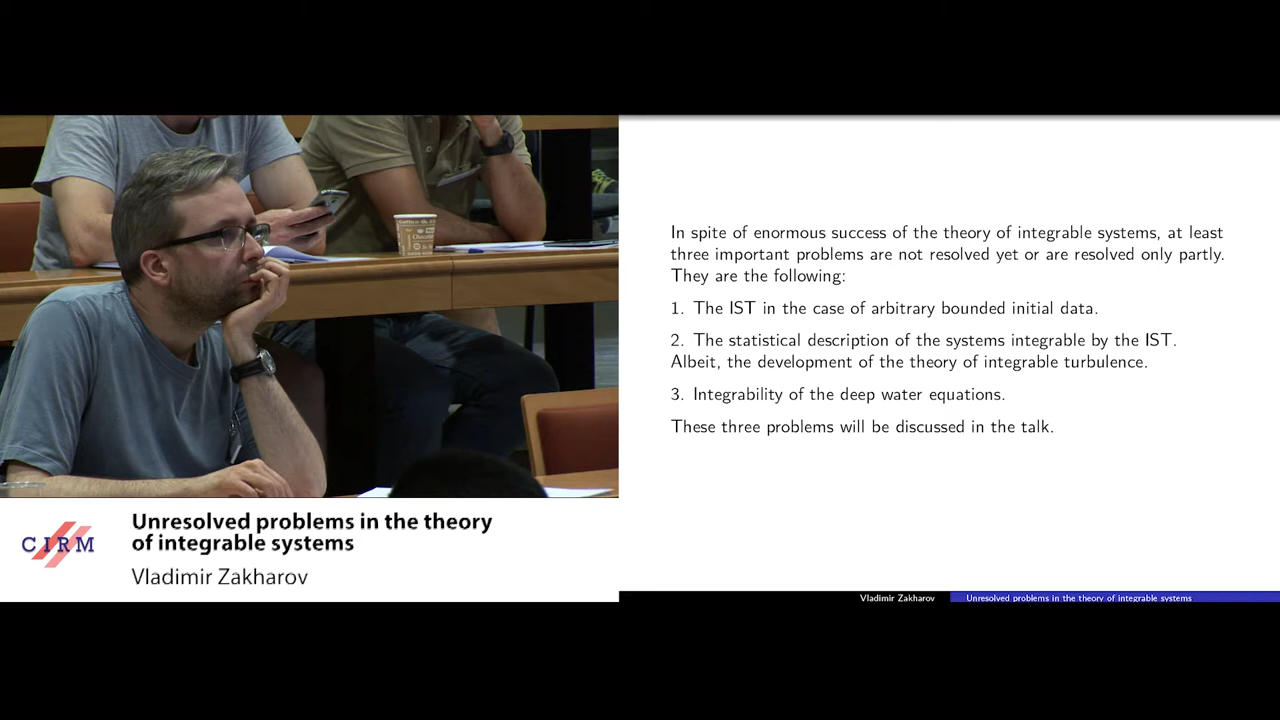 In spite of enormous success of the theory of integrable systems, at least
three important problems are not resolved yet or are resolved only partly.
They are the following:
1. The IST in the case of arbitrary bounded initial data.
2. The statistical description of the systems integrable by the IST.
Albeit, the development of the theory of integrable turbulence.
3. Integrability of the deep water equations.
These three problems will be discussed in the talk.
CIRM
Unresolved problems in the theory
of integrable systems
Vladimir Zakharov
Vladimir Zakharov
Unresolved problems in the theory of integrable systems